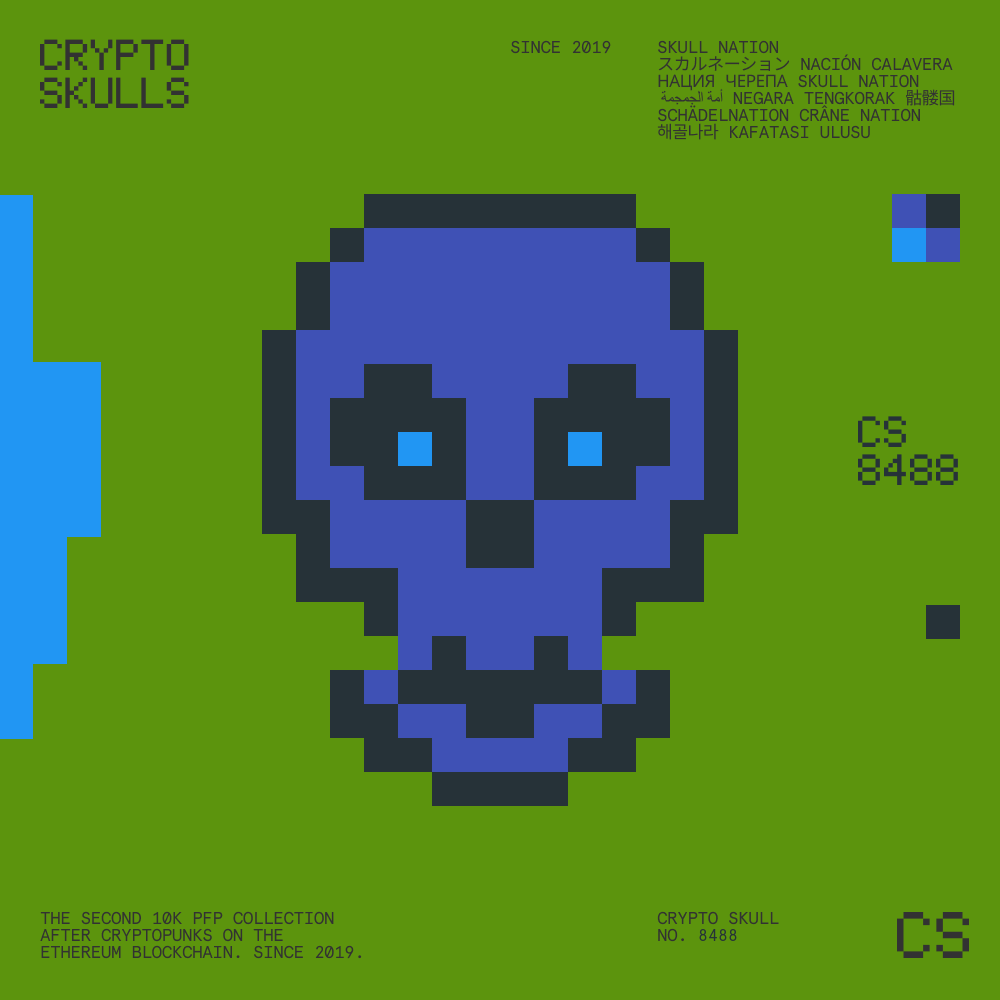 CRYPTO
SKULLS
SINCE 2019
SKULL NATION
スカルネーション NACIÓN CALAVERA
НАЦИЯ ЧЕРЕПА SKULL NATION
أمة الجمجمة NEGARA TENGKORAK 骷髅国
SCHÄDELNATION CRÂNE NATION
해골나라 KAFATASI ULUSU
CS
8488
THE SECOND 10K PFP COLLECTION
AFTER CRYPTOPUNKS ON THE
ETHEREUM BLOCKCHAIN. SINCE 2019.
CRYPTO SKULL
NO. 8488
CS